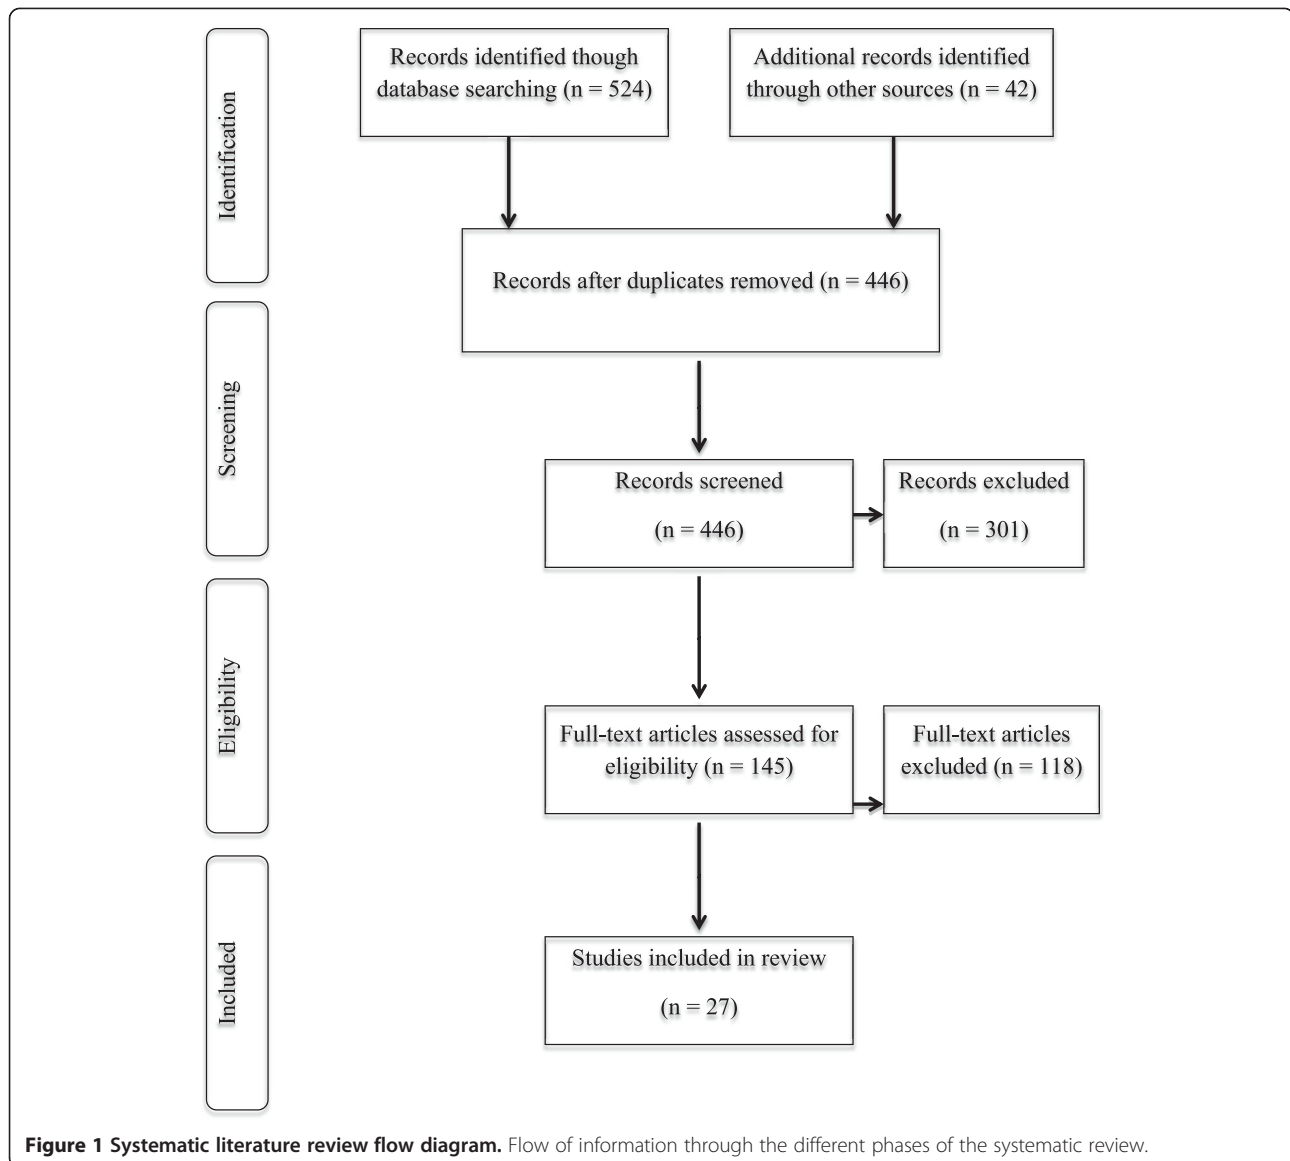 Identification
Records identified though
database searching (n = 524)
Additional records identified
through other sources (n = 42)
Records after duplicates removed (n = 446)
Screening
Records screened
(n = 446)
Records excluded
(n = 301)
Eligibility
Full-text articles assessed for
eligibility (n = 145)
Full-text articles
excluded (n = 118)
Included
Studies included in review
(n = 27)
Figure 1 Systematic literature review flow diagram. Flow of information through the different phases of the systematic review.